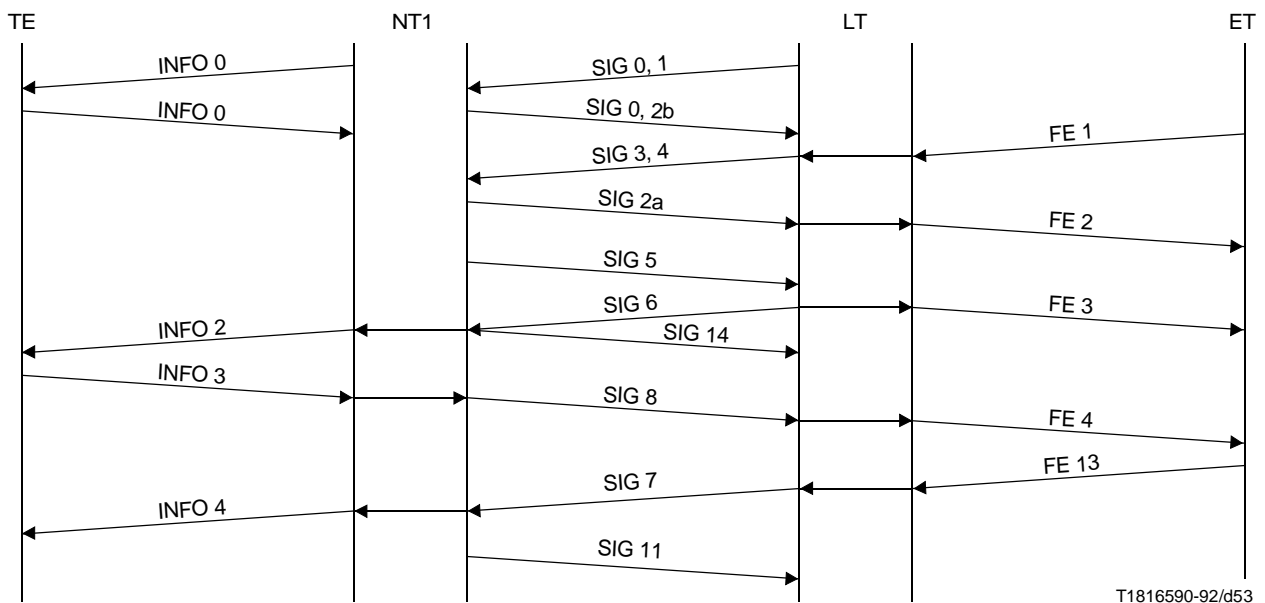 TE NT1 LT ET
INFO 0 SIG 0, 1
INFO 0 SIG 0, 2b
FE 1
SIG 3, 4
SIG 2a
FE 2
SIG 5
SIG 6 FE 3
INFO 2 SIG 14
INFO 3
SIG 8
FE 4
FE 13
SIG 7
INFO 4
SIG 11
T1816590-92/d53